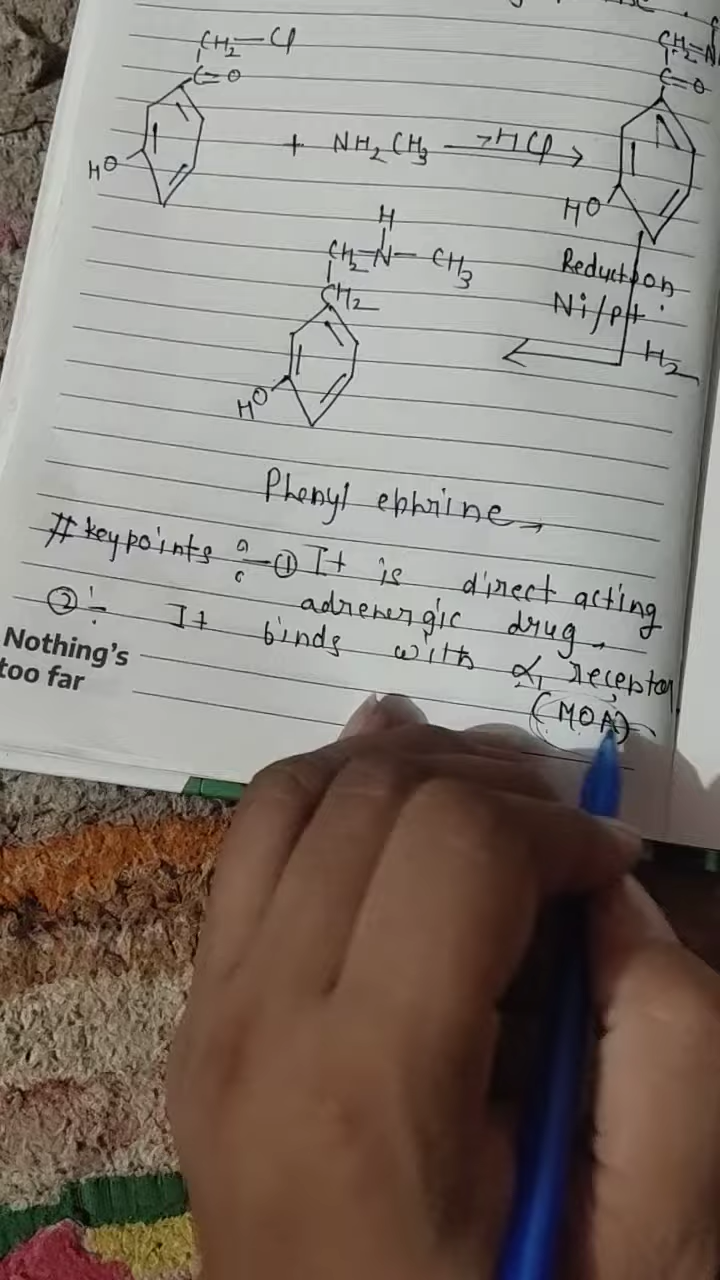 CH2-Cl
C=O
HO
+ NH2CH3 -HCl
CH2-N
C=O
HO
Reduction
Ni/pt
H2
H
CH2-N-CH3
CH2
HO
Phenyl ephrine
# keypoints :- ① It is direct acting
adrenergic drug
② :- It binds with α1 receptor
(MOA)
Nothing's
too far